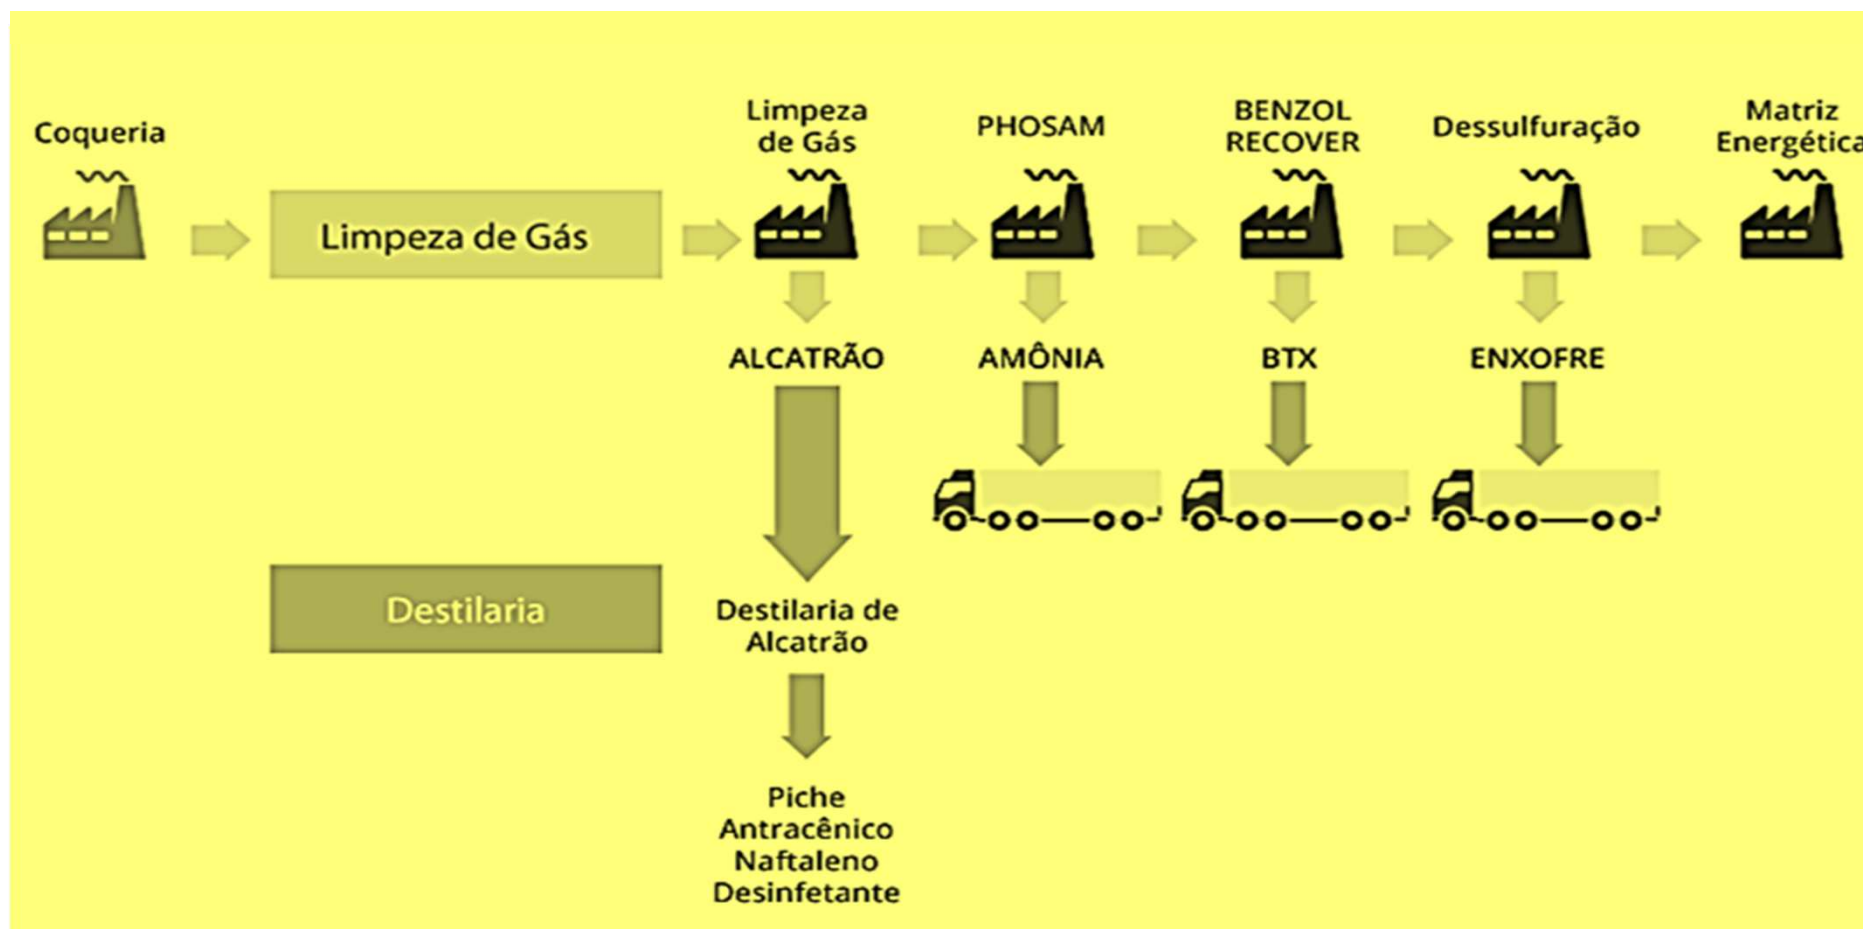 Coqueria
Limpeza de Gás
Limpeza
de Gás
PHOSAM
BENZOL
RECOVER
Dessulfuração
Matriz
Energética
ALCATRÃO
AMÔNIA
BTX
ENXOFRE
Destilaria
Destilaria de
Alcatrão
Piche
Antracênico
Naftaleno
Desinfetante